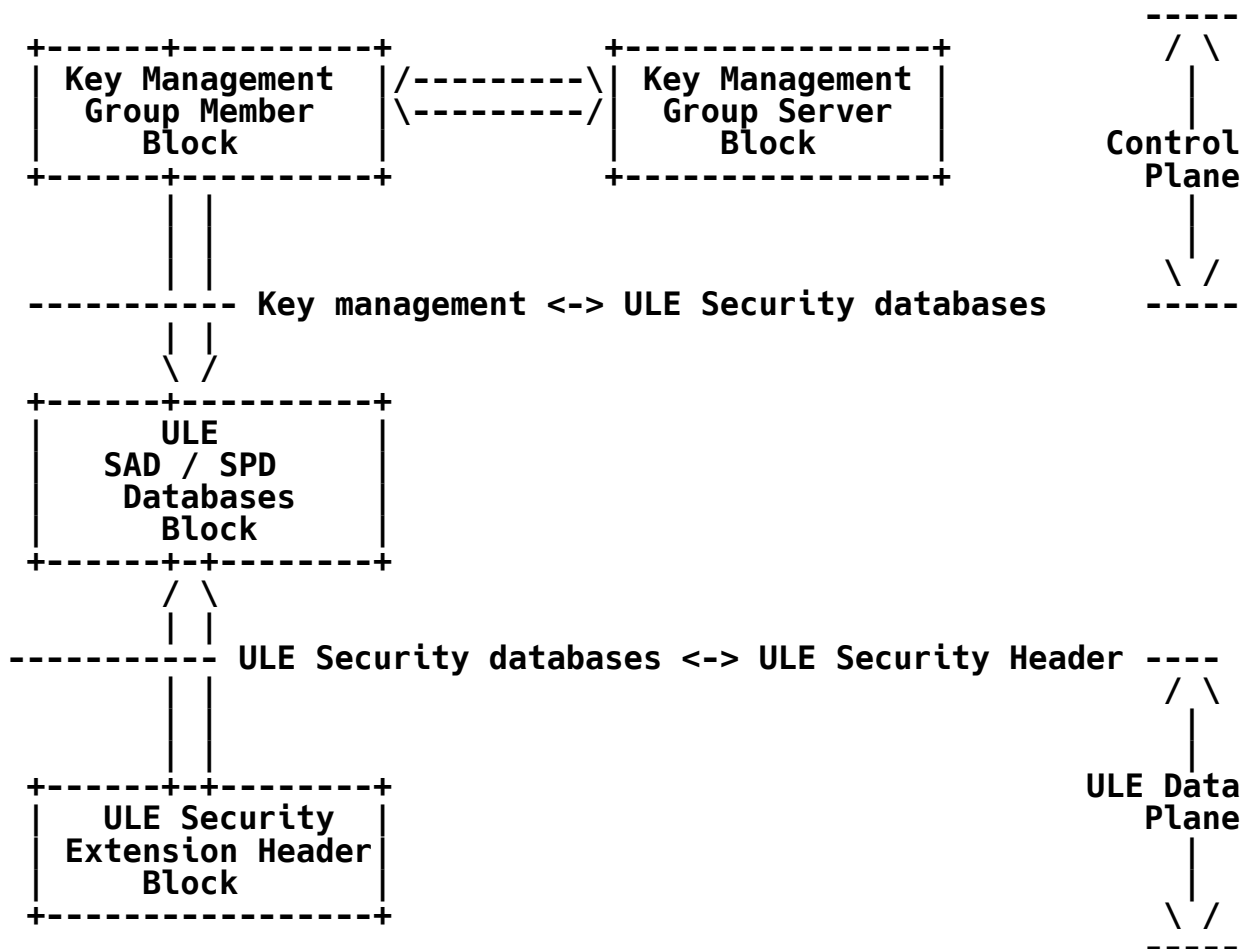 -----
 +------+----------+           +-----------------+           / \
 |  Key Management  |/---------\| Key Management |            |
 |   Group Member   |\---------/|  Group Server  |            |
 |      Block       |           |     Block      |        Control
 +------+----------+           +-----------------+          Plane
        | |                                                   |
        | |                                                   |
        | |                                                  \ /
 ----------- Key management <-> ULE Security databases      -----
        | |
        \ /
 +------+----------+
 |      ULE         |
 |   SAD / SPD      |
 |    Databases     |
 |      Block       |
 +------+-+--------+
        / \
        | |
----------- ULE Security databases <-> ULE Security Header ----
        | |                                                  / \
        | |                                                   |
        | |                                                   |
 +------+-+--------+                                     ULE Data
 |   ULE Security   |                                       Plane
 | Extension Header|                                          |
 |     Block        |                                         |
 +-----------------+                                         \ /
                                                            -----